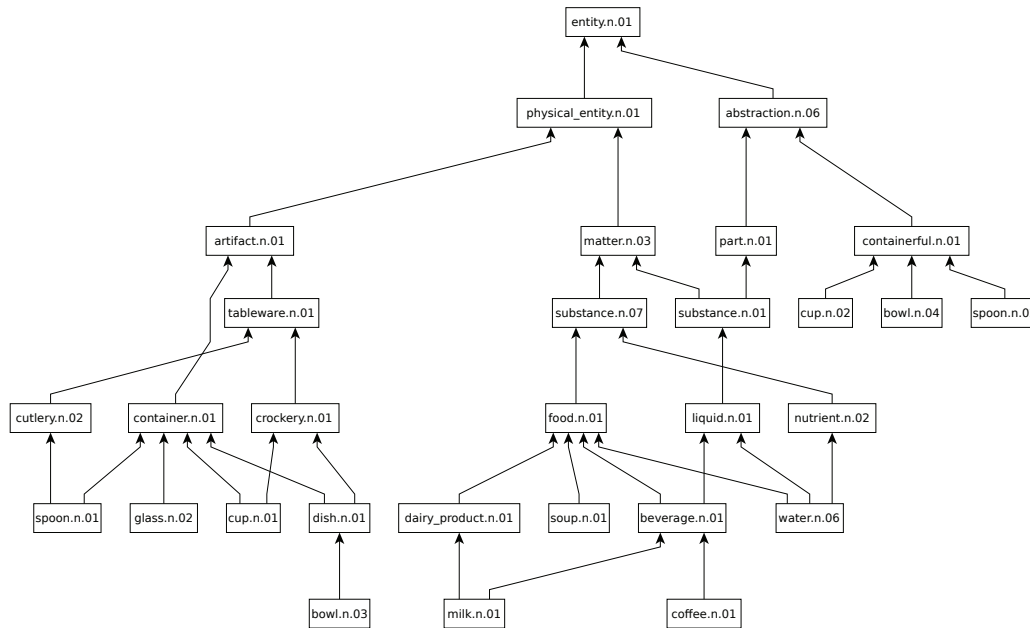 entity.n.01
physical_entity.n.01
abstraction.n.06
artifact.n.01
matter.n.03
part.n.01
containerful.n.01
tableware.n.01
substance.n.07
substance.n.01
cup.n.02
bowl.n.04
spoon.n.0
cutlery.n.02
container.n.01
crockery.n.01
food.n.01
liquid.n.01
nutrient.n.02
spoon.n.01
glass.n.02
cup.n.01
dish.n.01
dairy_product.n.01
soup.n.01
beverage.n.01
water.n.06
bowl.n.03
milk.n.01
coffee.n.01